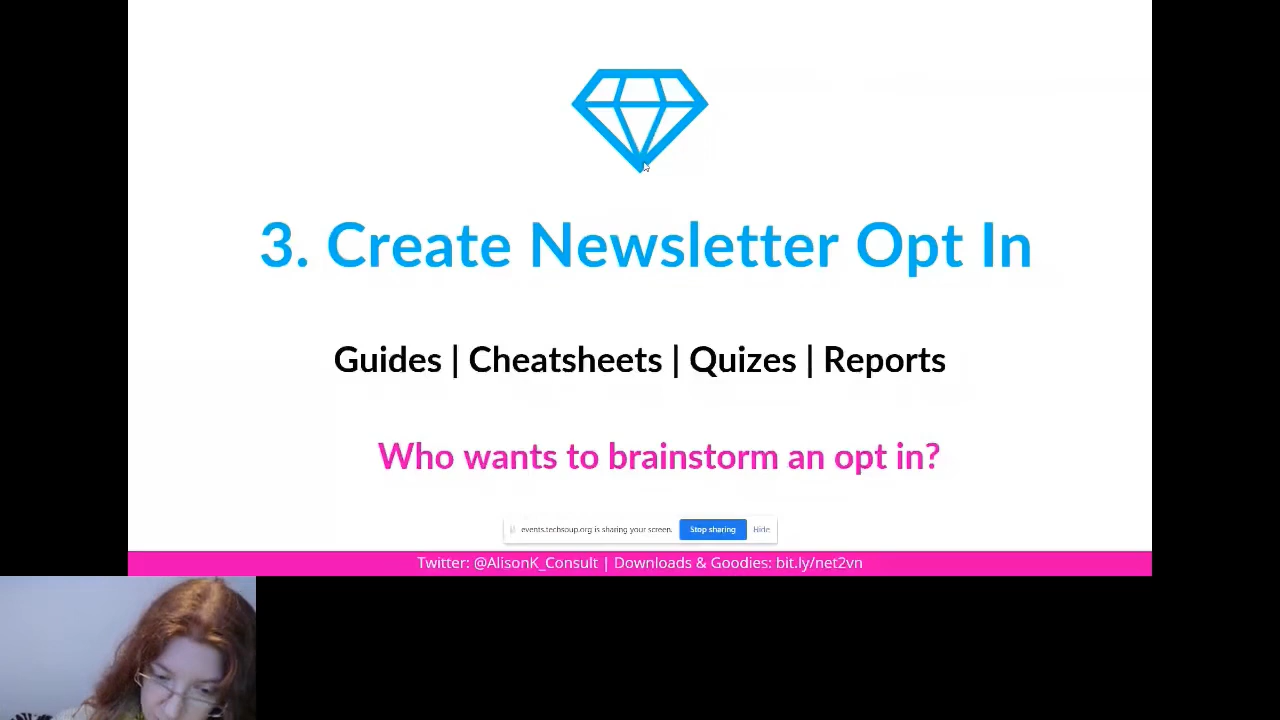 3. Create Newsletter Opt In
Guides | Cheatsheets | Quizes | Reports
Who wants to brainstorm an opt in?
events.techsoup.org is sharing your screen. Stop sharing Hide
Twitter: @AlisonK_Consult | Downloads & Goodies: bit.ly/net2vn